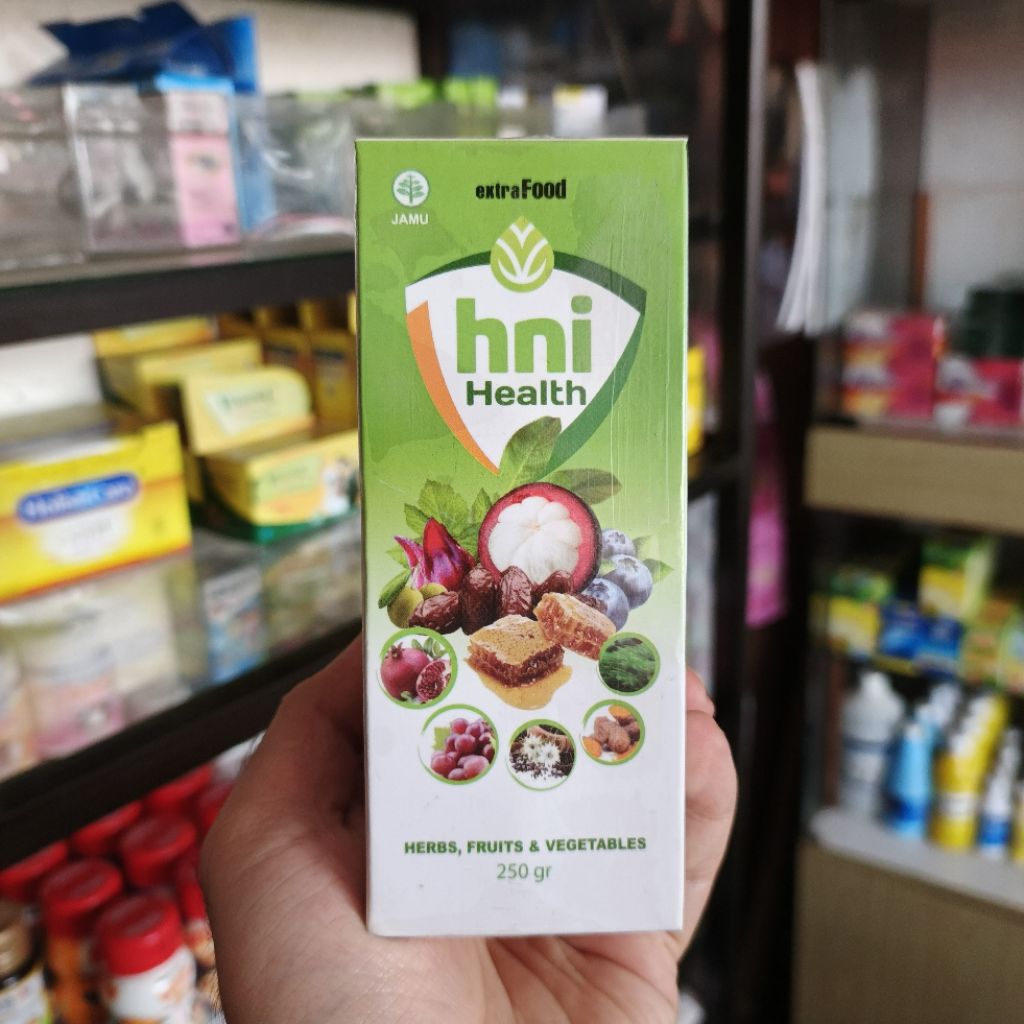 JAMU
extraFood
hni
Health
HERBS, FRUITS & VEGETABLES
250 gr